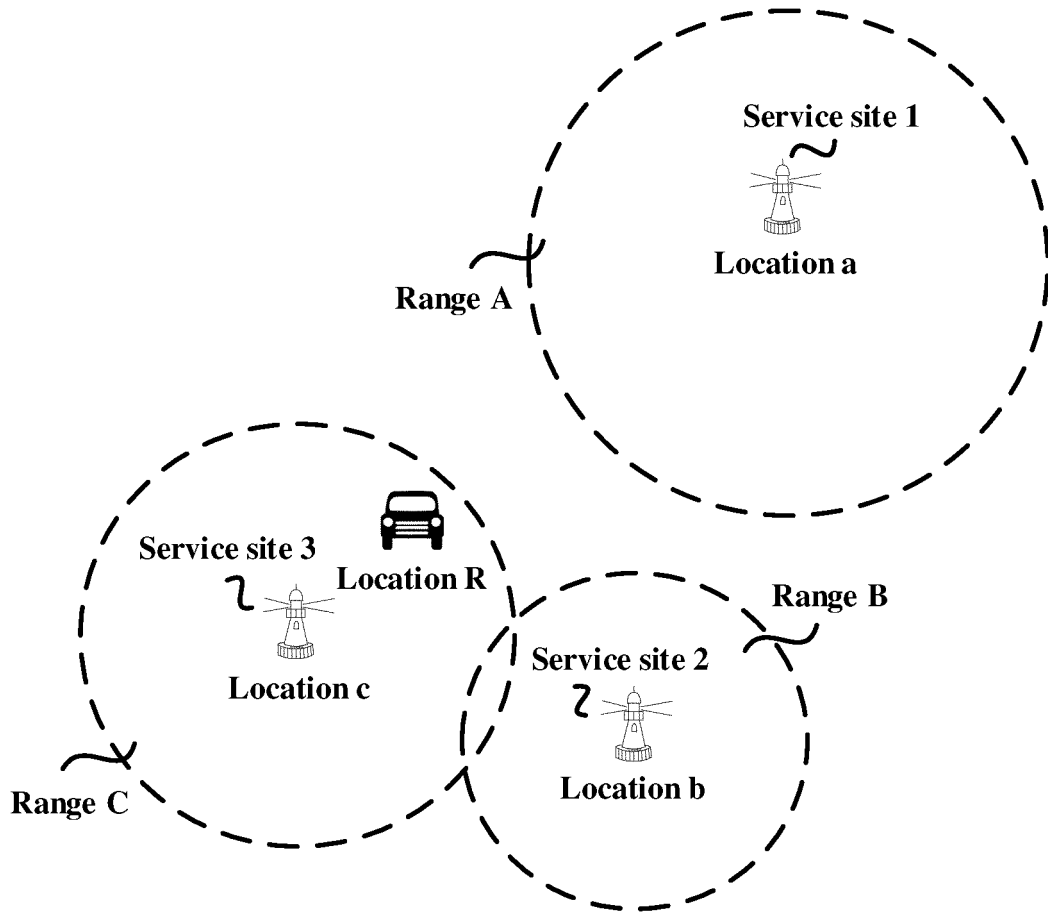 Service site 1
Location a
Range A
Service site 3
Location R
Range B
Service site 2
Location c
Location b
Range C